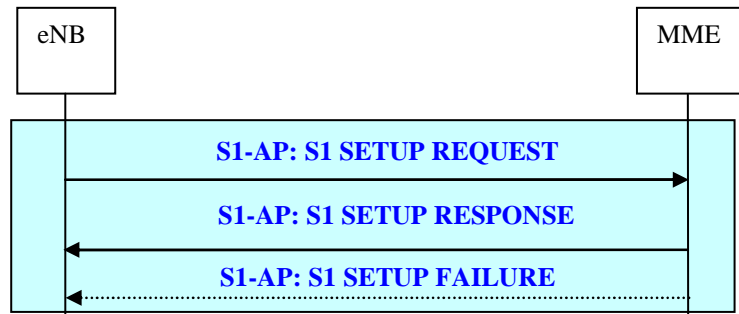 eNB
MME
S1-AP: S1 SETUP REQUEST
S1-AP: S1 SETUP RESPONSE
S1-AP: S1 SETUP FAILURE